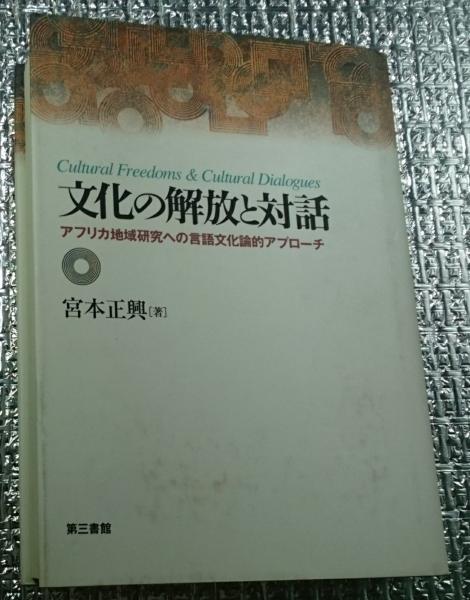 Cultural Freedoms & Cultural Dialogues
文化の解放と対話
アフリカ地域研究への言語文化論的アプローチ
宮本正興[著]
第三書館